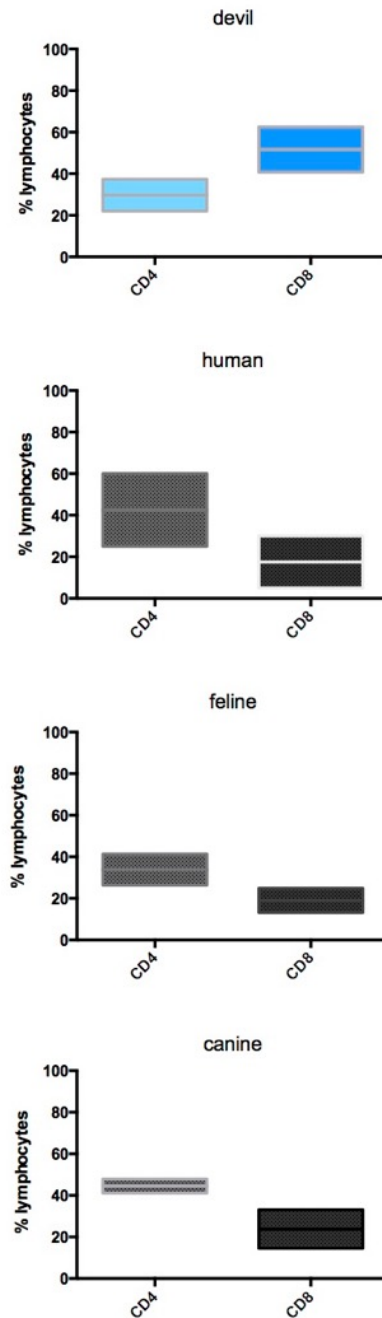 devil
100
80
60
40
20
0
% lymphocytes
CD4
CD8
human
100
80
60
40
20
0
% lymphocytes
CD4
CD8
feline
100
80
60
40
20
0
% lymphocytes
CD4
CD8
canine
100
80
60
40
20
0
% lymphocytes
CD4
CD8